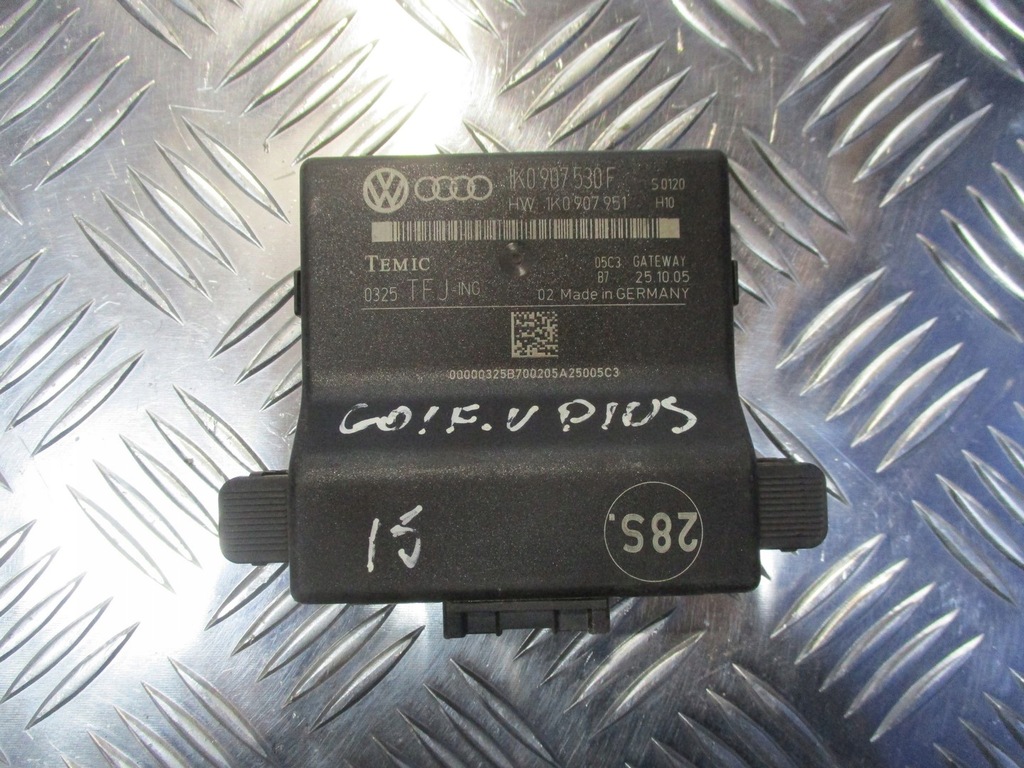 1K0 907 530 F S 0120
HW. 1K0 907 951 H10
TEMIC 05C3 GATEWAY
B7 25.10.05
0325 TFJ-ING 02 Made in GERMANY
00000325B700205A25005C3
GOLF.V PLUS
15
28S.